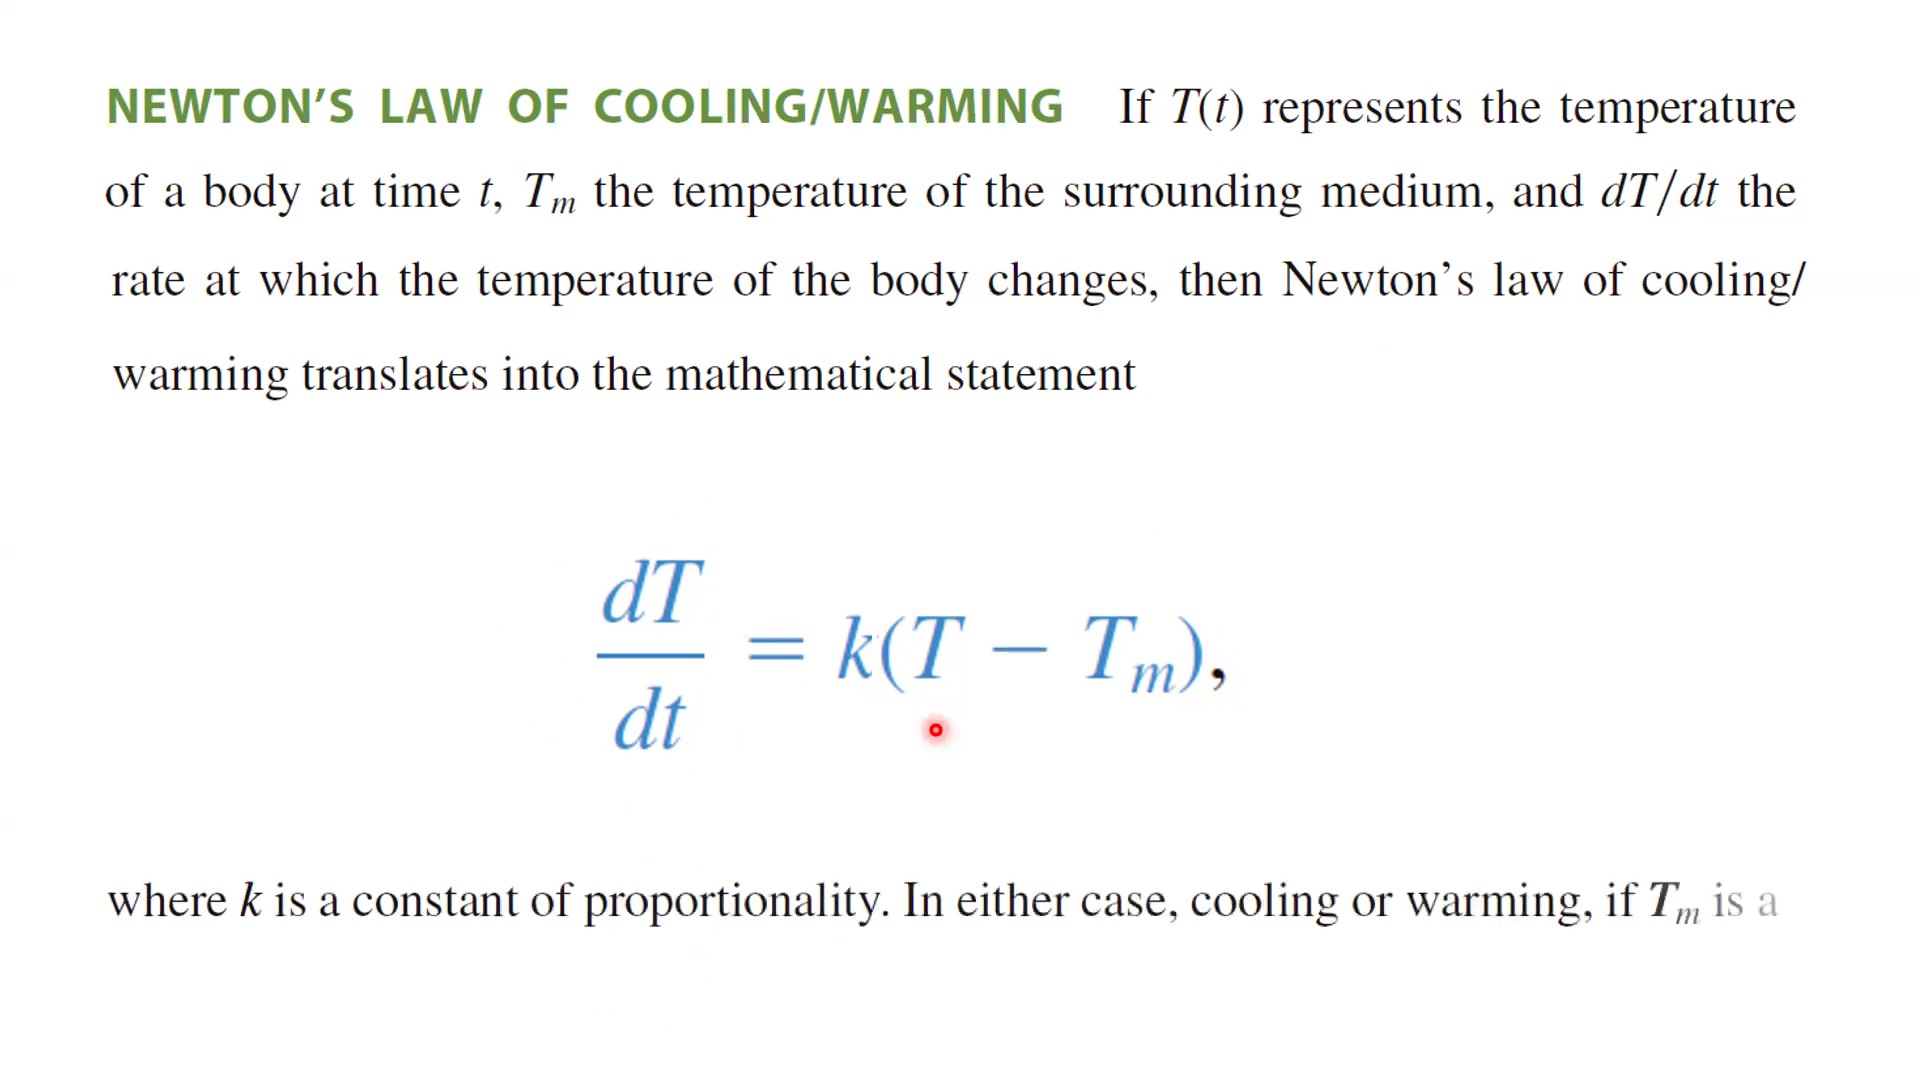 NEWTON’S LAW OF COOLING/WARMING If T(t) represents the temperature
of a body at time t, Tₘ the temperature of the surrounding medium, and dT/dt the
rate at which the temperature of the body changes, then Newton’s law of cooling/
warming translates into the mathematical statement
dT/dt = k(T − Tₘ),
where k is a constant of proportionality. In either case, cooling or warming, if Tₘ is a